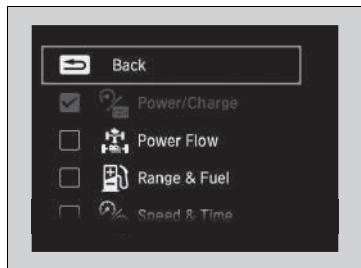 Back
Power/Charge
Power Flow
Range & Fuel
Speed & Time